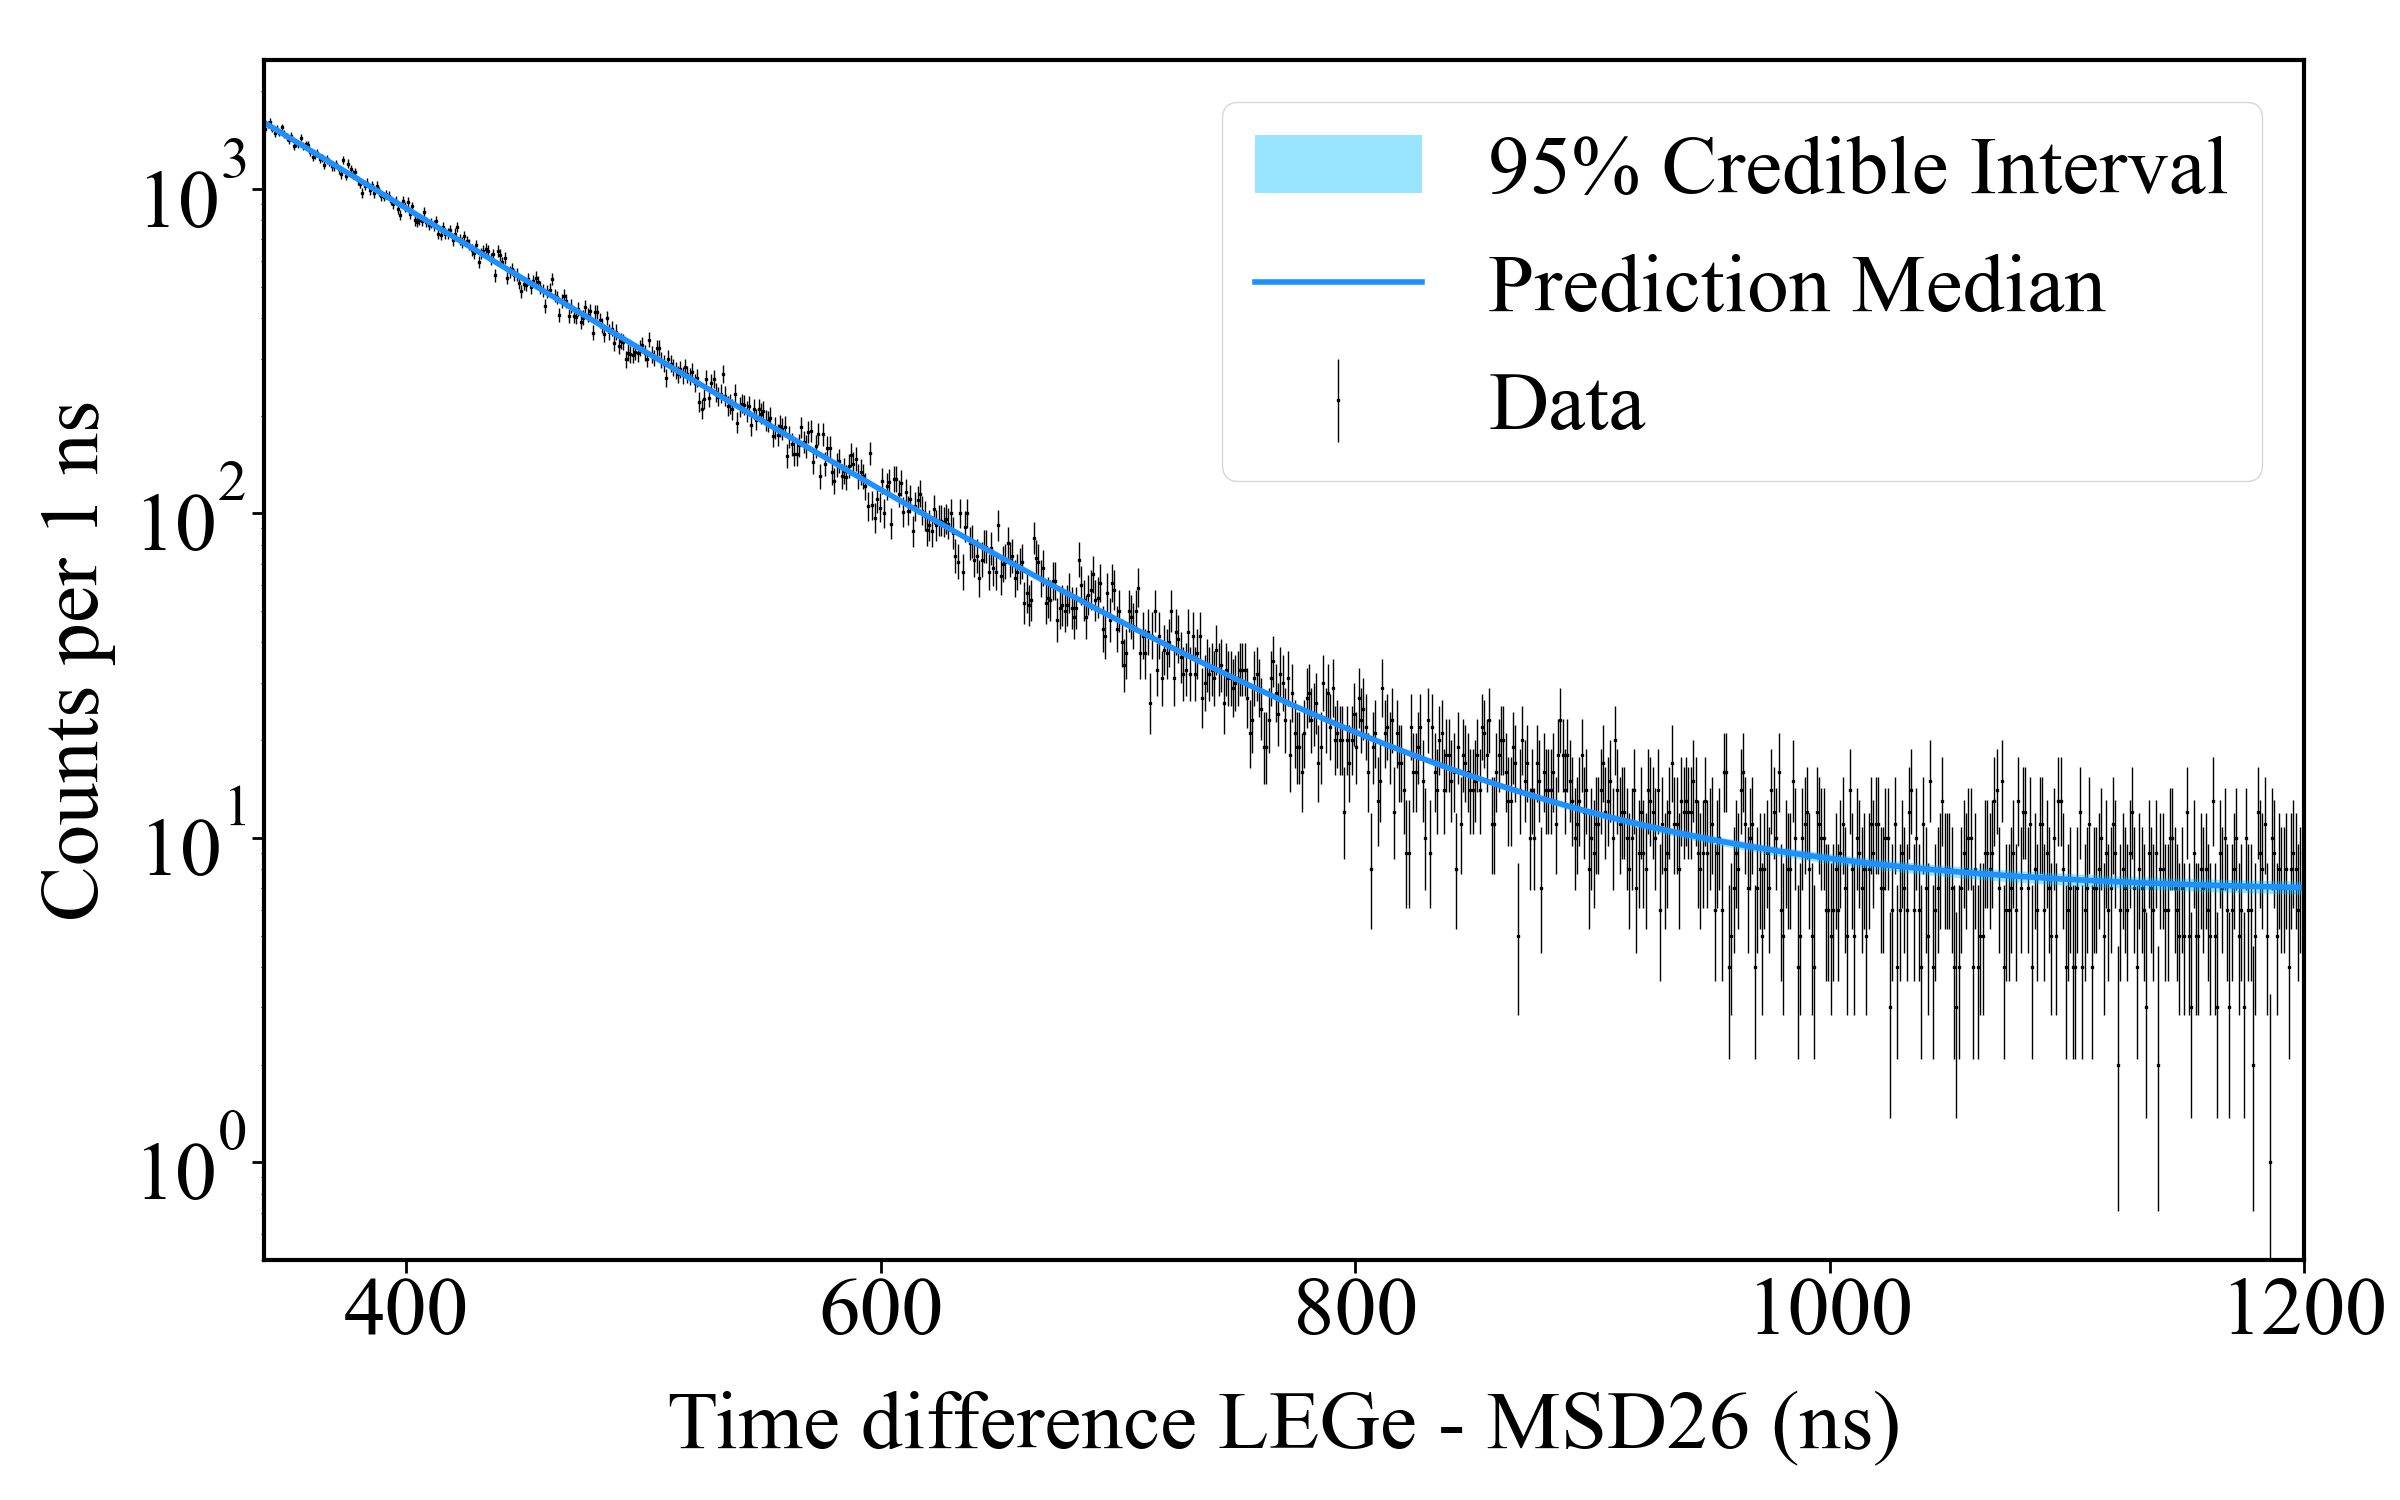 95% Credible Interval
Prediction Median
Data
Counts per 1 ns
10^3
10^2
10^1
10^0
400 600 800 1000 1200
Time difference LEGe - MSD26 (ns)